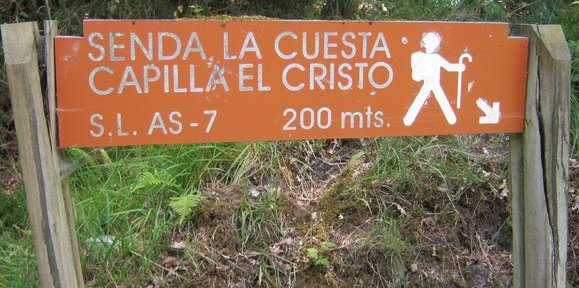 SENDA LA CUESTA
CAPILLA EL CRISTO
S.L. AS-7 200 mts.